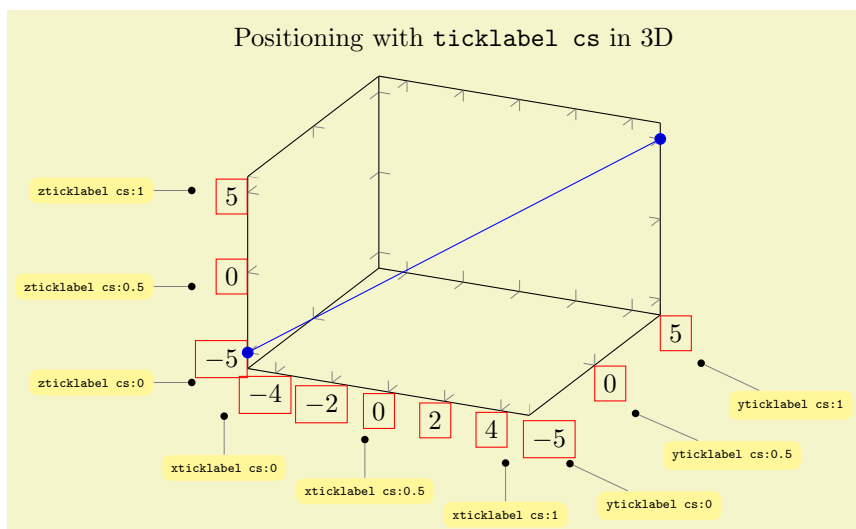 Positioning with ticklabel cs in 3D
zticklabel cs:1
5
zticklabel cs:0.5
0
zticklabel cs:0
−5
−4
−2
0
2
4
−5
0
5
xticklabel cs:0
xticklabel cs:0.5
xticklabel cs:1
yticklabel cs:0
yticklabel cs:0.5
yticklabel cs:1